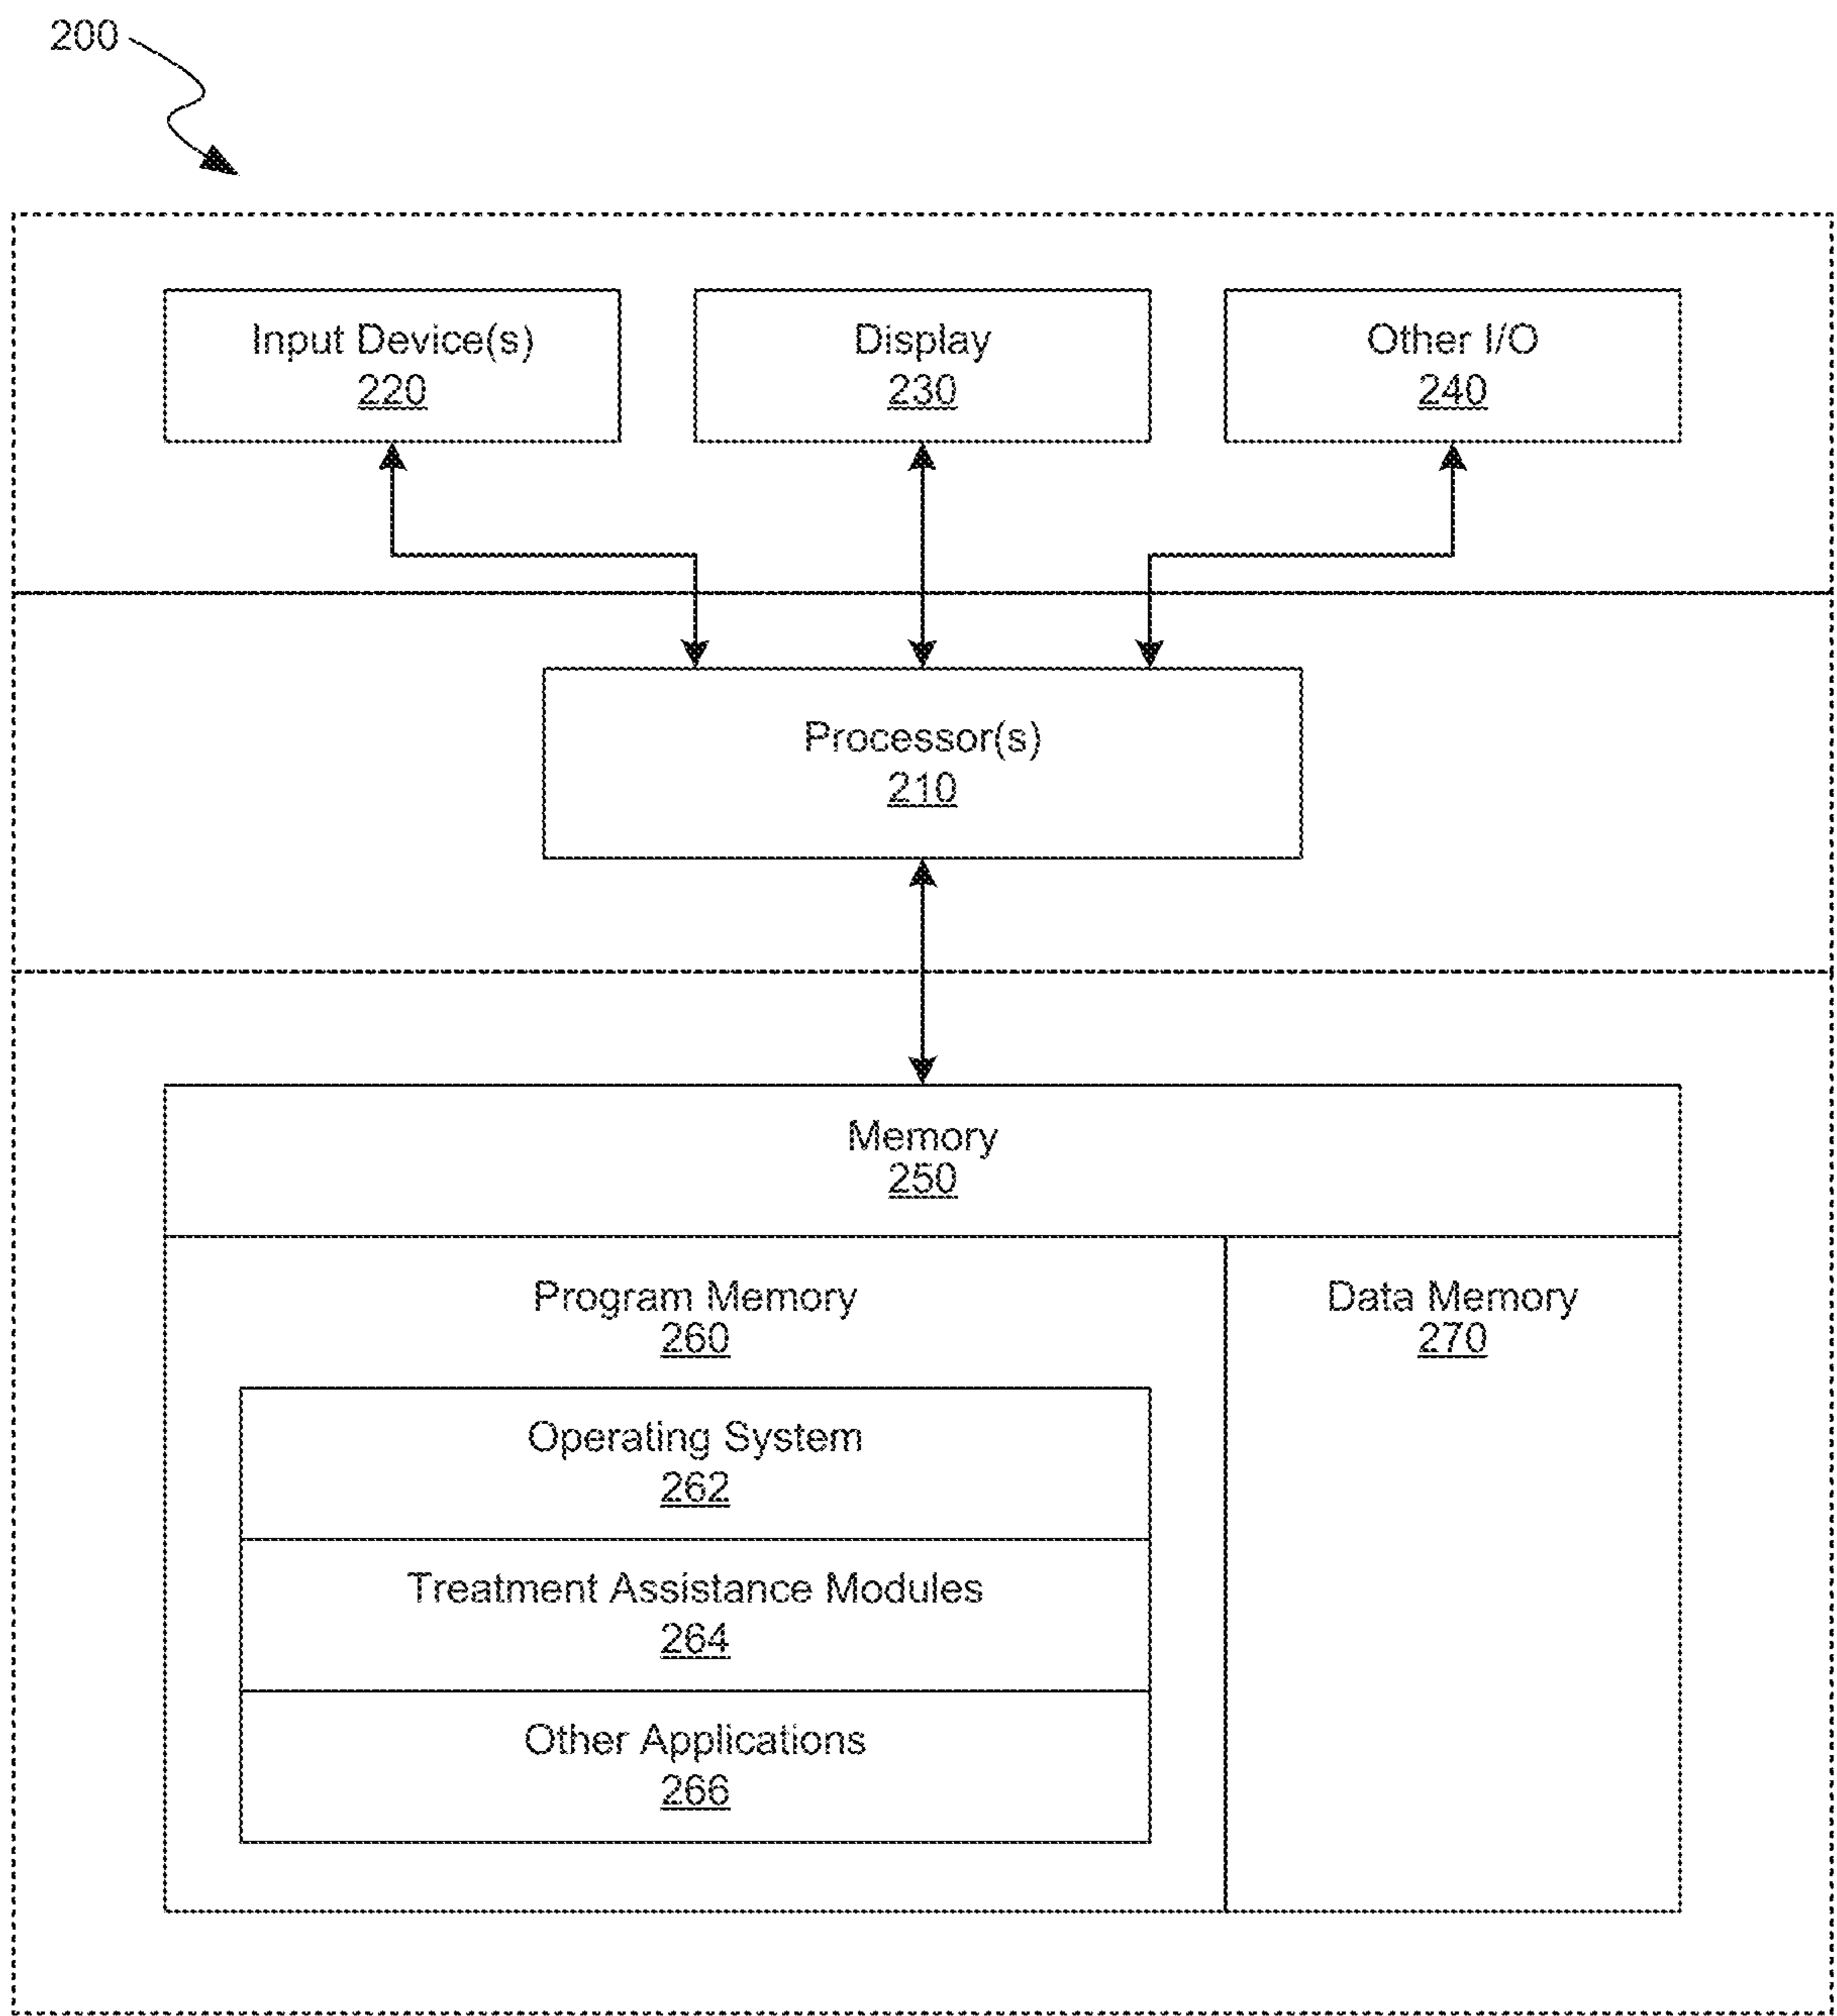 200
Input Device(s)
220
Display
230
Other I/O
240
Processor(s)
210
Memory
250
Program Memory
260
Data Memory
270
Operating System
262
Treatment Assistance Modules
264
Other Applications
266